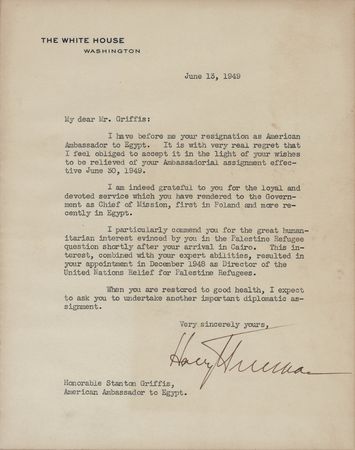 THE WHITE HOUSE
WASHINGTON
June 13, 1949
My dear Mr. Griffis:
I have before me your resignation as American
Ambassador to Egypt. It is with very real regret that
I feel obliged to accept it in the light of your wishes
to be relieved of your Ambassadorial assignment effec-
tive June 30, 1949.
I am indeed grateful to you for the loyal and
devoted service which you have rendered to the Govern-
ment as Chief of Mission, first in Poland and more re-
cently in Egypt.
I particularly commend you for the great human-
itarian interest evinced by you in the Palestine Refugee
question shortly after your arrival in Cairo. This in-
terest, combined with your expert abilities, resulted in
your appointment in December 1948 as Director of the
United Nations Relief for Palestine Refugees.
When you are restored to good health, I expect
to ask you to undertake another important diplomatic as-
signment.
Very sincerely yours,
Harry Truman
Honorable Stanton Griffis,
American Ambassador to Egypt.